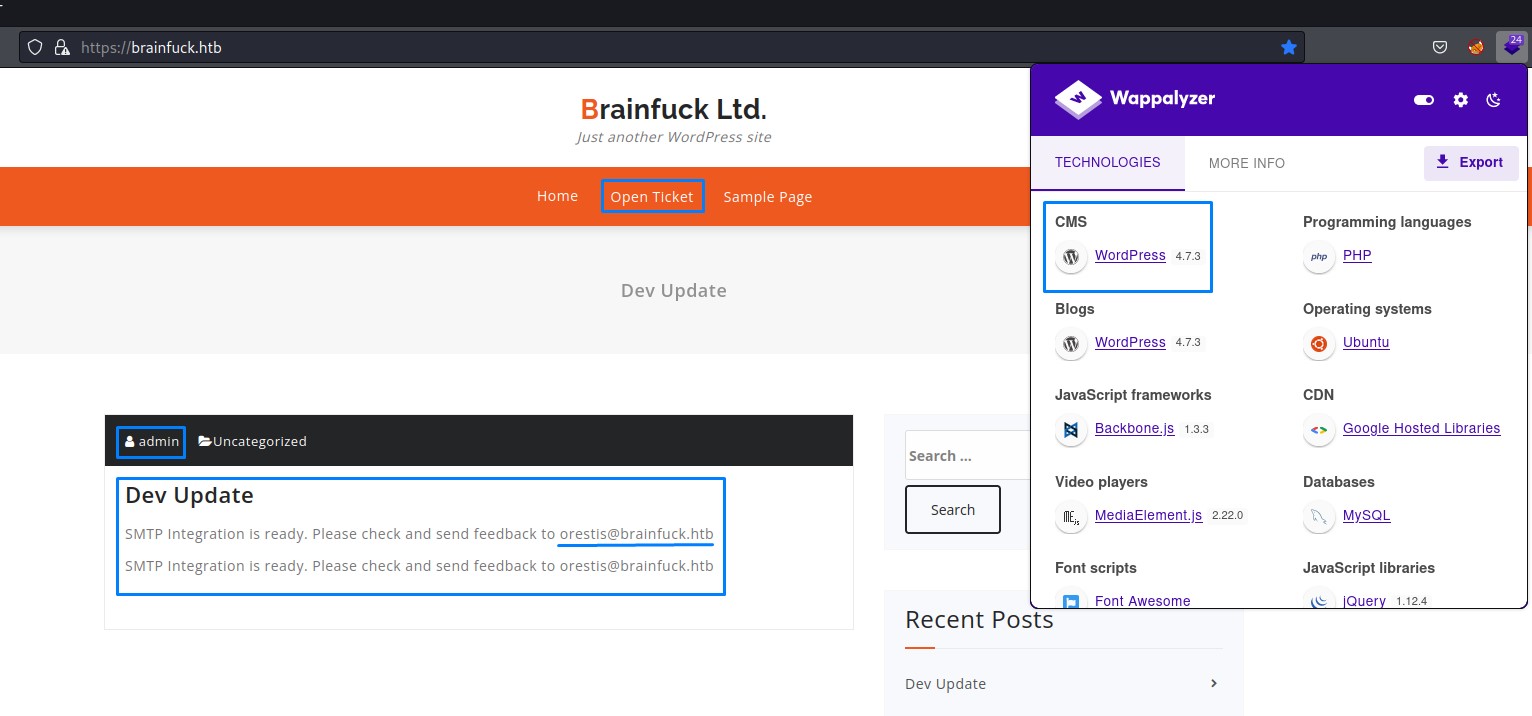 https://brainfuck.htb
24
Brainfuck Ltd.
Just another WordPress site
Home
Open Ticket
Sample Page
Dev Update
admin
Uncategorized
Dev Update
SMTP Integration is ready. Please check and send feedback to orestis@brainfuck.htb
SMTP Integration is ready. Please check and send feedback to orestis@brainfuck.htb
Search ...
Search
Recent Posts
Dev Update
Wappalyzer
TECHNOLOGIES
MORE INFO
Export
CMS
WordPress 4.7.3
Blogs
WordPress 4.7.3
JavaScript frameworks
Backbone.js 1.3.3
Video players
MediaElement.js 2.22.0
Font scripts
Font Awesome
Programming languages
php PHP
Operating systems
Ubuntu
CDN
Google Hosted Libraries
Databases
MySQL
JavaScript libraries
jQuery 1.12.4